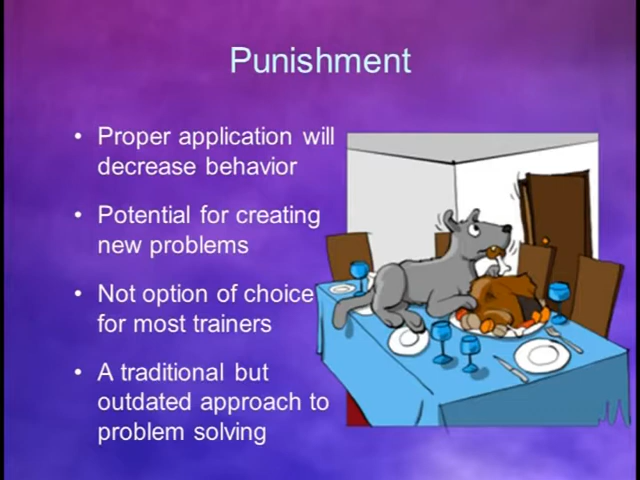 Punishment
• Proper application will
decrease behavior
• Potential for creating
new problems
• Not option of choice
for most trainers
• A traditional but
outdated approach to
problem solving